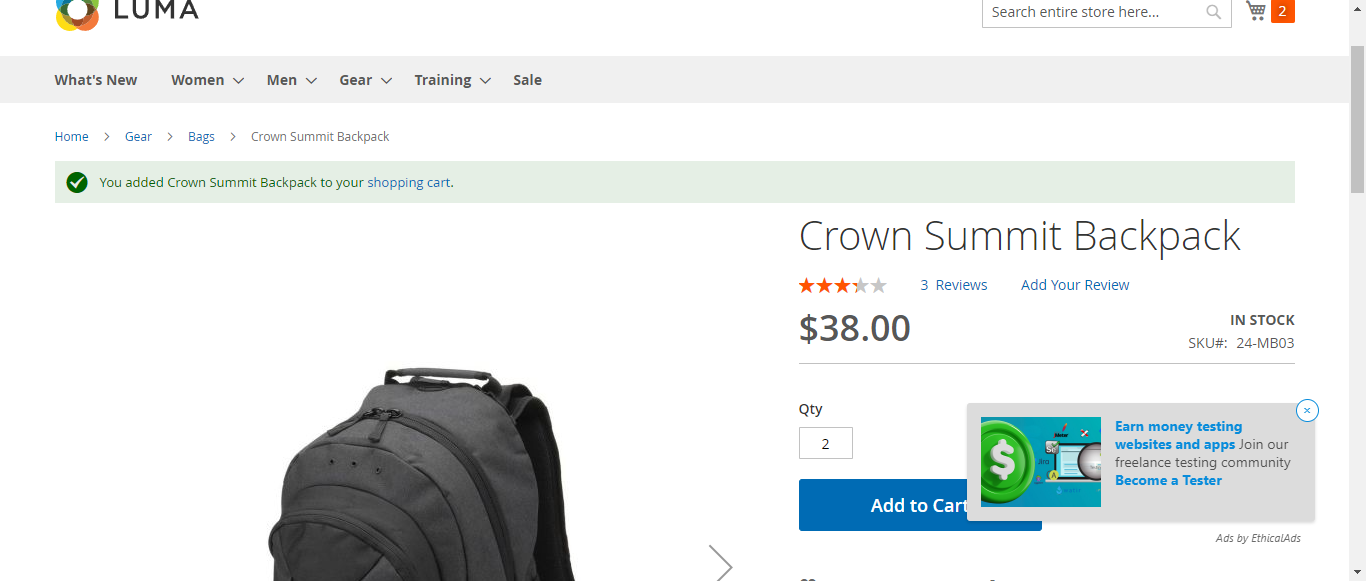 LUMA
Search entire store here...
2
What's New Women Men Gear Training Sale
Home Gear Bags Crown Summit Backpack
You added Crown Summit Backpack to your shopping cart.
Crown Summit Backpack
3 Reviews Add Your Review
$38.00
IN STOCK
SKU#: 24-MB03
Qty
2
Add to Cart
Earn money testing
websites and apps Join our
freelance testing community
Become a Tester
Ads by EthicalAds